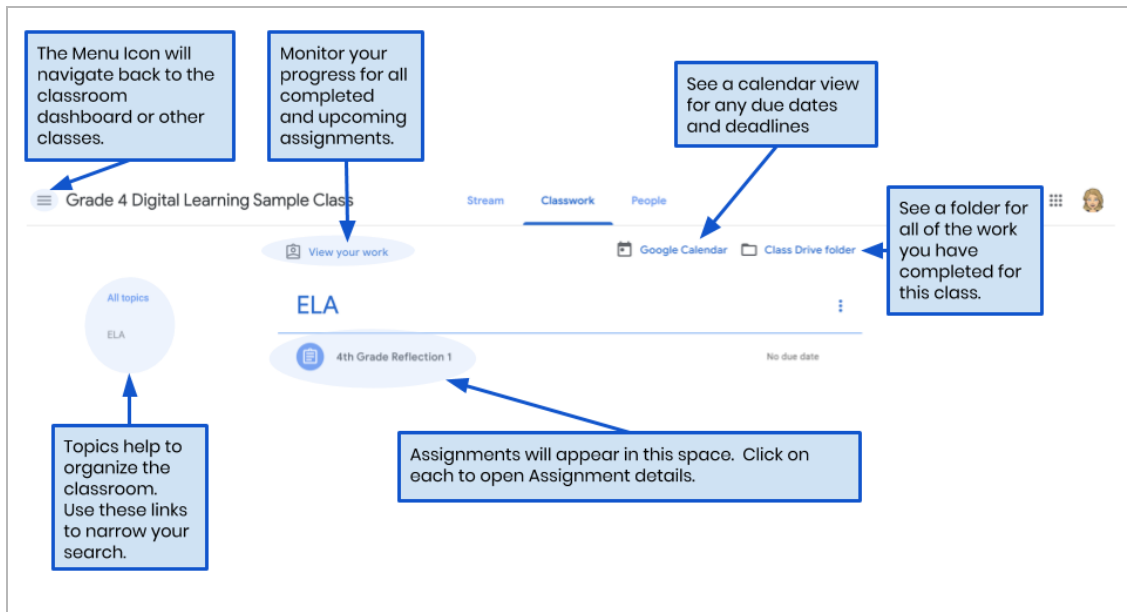 The Menu Icon will
navigate back to the
classroom
dashboard or other
classes.
Monitor your
progress for all
completed
and upcoming
assignments.
See a calendar view
for any due dates
and deadlines
Grade 4 Digital Learning Sample Class
Stream
Classwork
People
See a folder for
all of the work
you have
completed for
this class.
View your work
Google Calendar
Class Drive folder
All topics
ELA
ELA
4th Grade Reflection 1
No due date
Topics help to
organize the
classroom.
Use these links
to narrow your
search.
Assignments will appear in this space. Click on
each to open Assignment details.